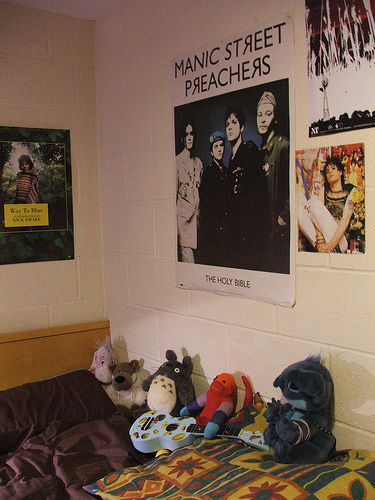 MANIC STREET
PREACHERS
THE HOLY BIBLE
Way To Blue
NICK DRAKE